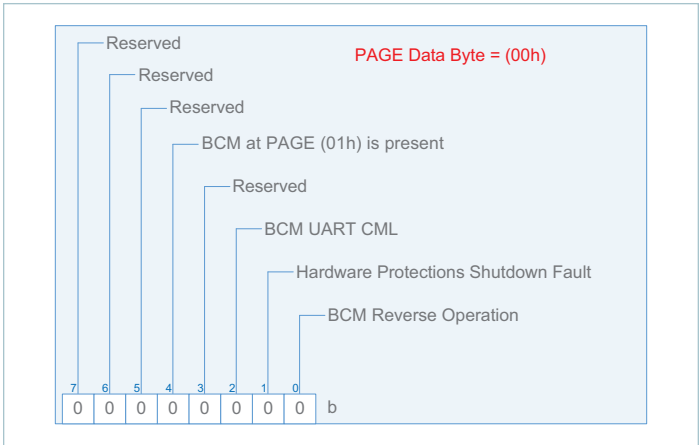 Reserved
PAGE Data Byte = (00h)
Reserved
Reserved
BCM at PAGE (01h) is present
Reserved
BCM UART CML
Hardware Protections Shutdown Fault
BCM Reverse Operation
7 6 5 4 3 2 1 0
0 0 0 0 0 0 0 0 b